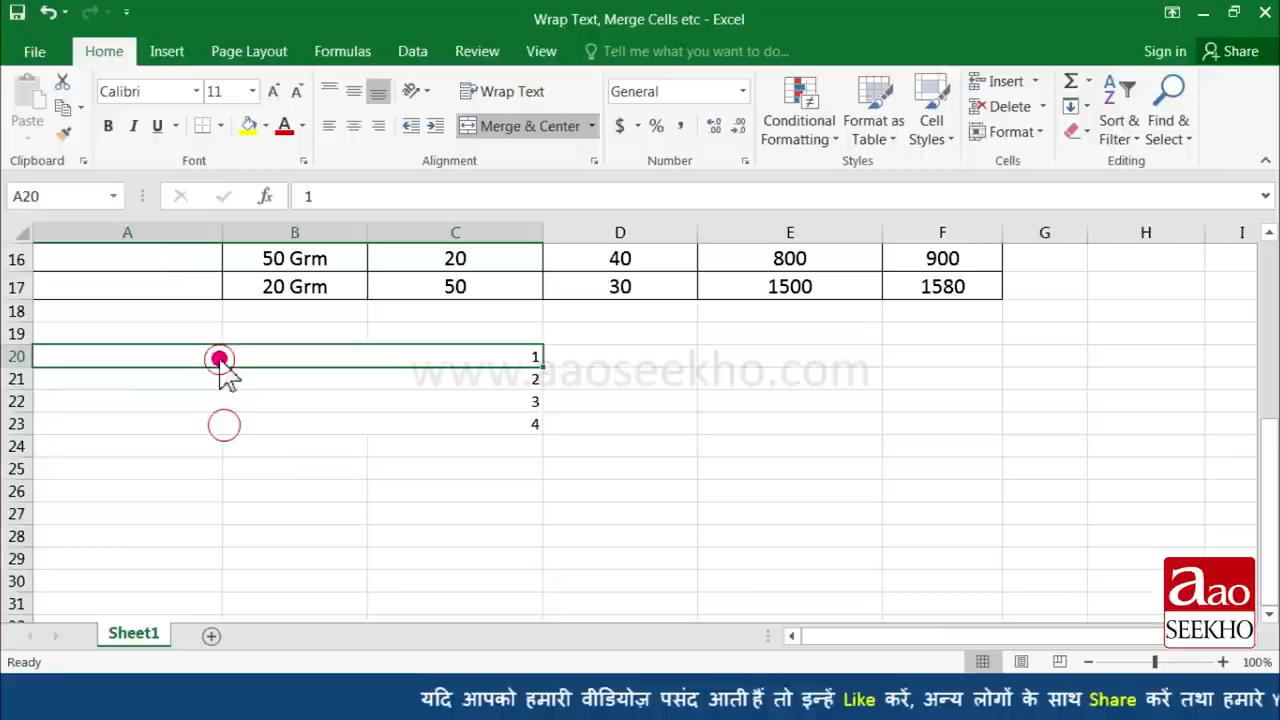 Wrap Text, Merge Cells etc - Excel
File Home Insert Page Layout Formulas Data Review View Tell me what you want to do... Sign in Share
Paste Calibri 11 Wrap Text General Insert
B I U Merge & Center $ % , Conditional Formatting Format as Table Cell Styles Delete Format Sort & Filter Find & Select
Clipboard Font Alignment Number Styles Cells Editing
A20 fx 1
A B C D E F G H I
16 50 Grm 20 40 800 900
17 20 Grm 50 30 1500 1580
18
19
20 1
www.aaoseekho.com
21 2
22 3
23 4
24
25
26
27
28
29
30
31
aao
SEEKHO
Sheet1
Ready 100%
यदि आपको हमारी वीडियोज़ पसंद आती हैं तो इन्हें Like करें, अन्य लोगों के साथ Share करें तथा हमारे